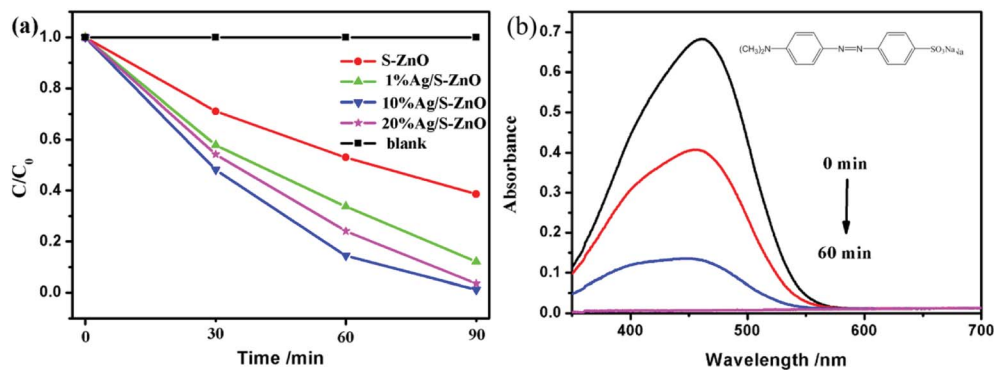 (a)
1.0
0.8
0.6
0.4
0.2
0.0
C/C0
0
30
60
90
Time /min
S-ZnO
1%Ag/S-ZnO
10%Ag/S-ZnO
20%Ag/S-ZnO
blank
(b)
0.7
0.6
0.5
0.4
0.3
0.2
0.1
0.0
Absorbance
400
500
600
700
Wavelength /nm
(CH3)2N
N=N
SO3Na
0 min
60 min